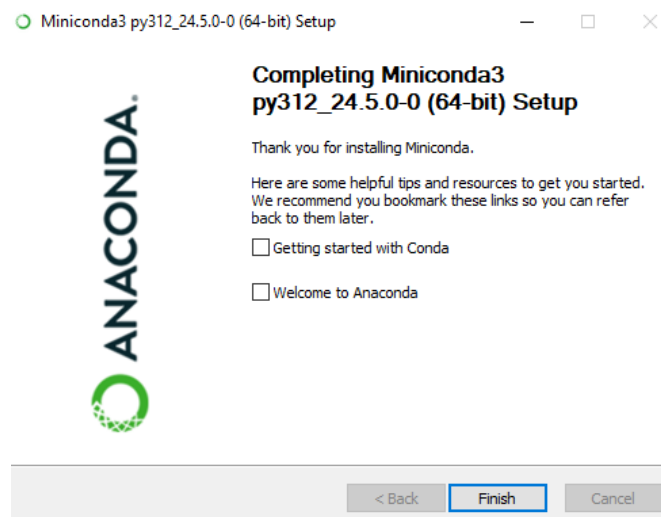 Miniconda3 py312_24.5.0-0 (64-bit) Setup
ANACONDA.
Completing Miniconda3
py312_24.5.0-0 (64-bit) Setup
Thank you for installing Miniconda.
Here are some helpful tips and resources to get you started.
We recommend you bookmark these links so you can refer
back to them later.
Getting started with Conda
Welcome to Anaconda
< Back
Finish
Cancel